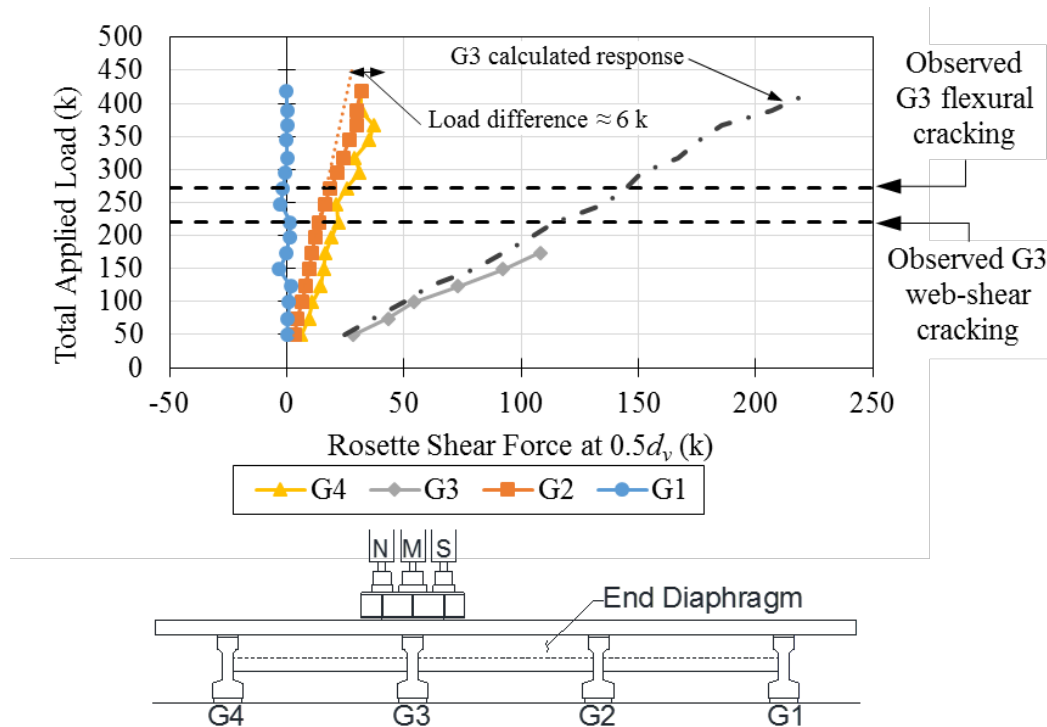 500
450
400
350
300
250
200
150
100
50
0
Total Applied Load (k)
G3 calculated response
Load difference ≈ 6 k
Observed
G3 flexural
cracking
Observed G3
web-shear
cracking
-50 0 50 100 150 200 250
Rosette Shear Force at 0.5dv (k)
G4 G3 G2 G1
N M S
End Diaphragm
G4 G3 G2 G1